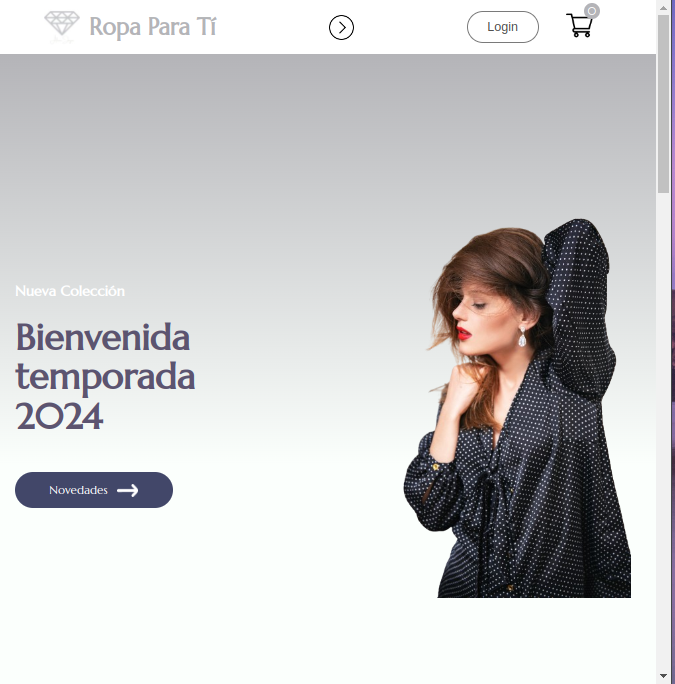 Ropa Para Tí
Login
0
Nueva Colección
Bienvenida
temporada
2024
Novedades